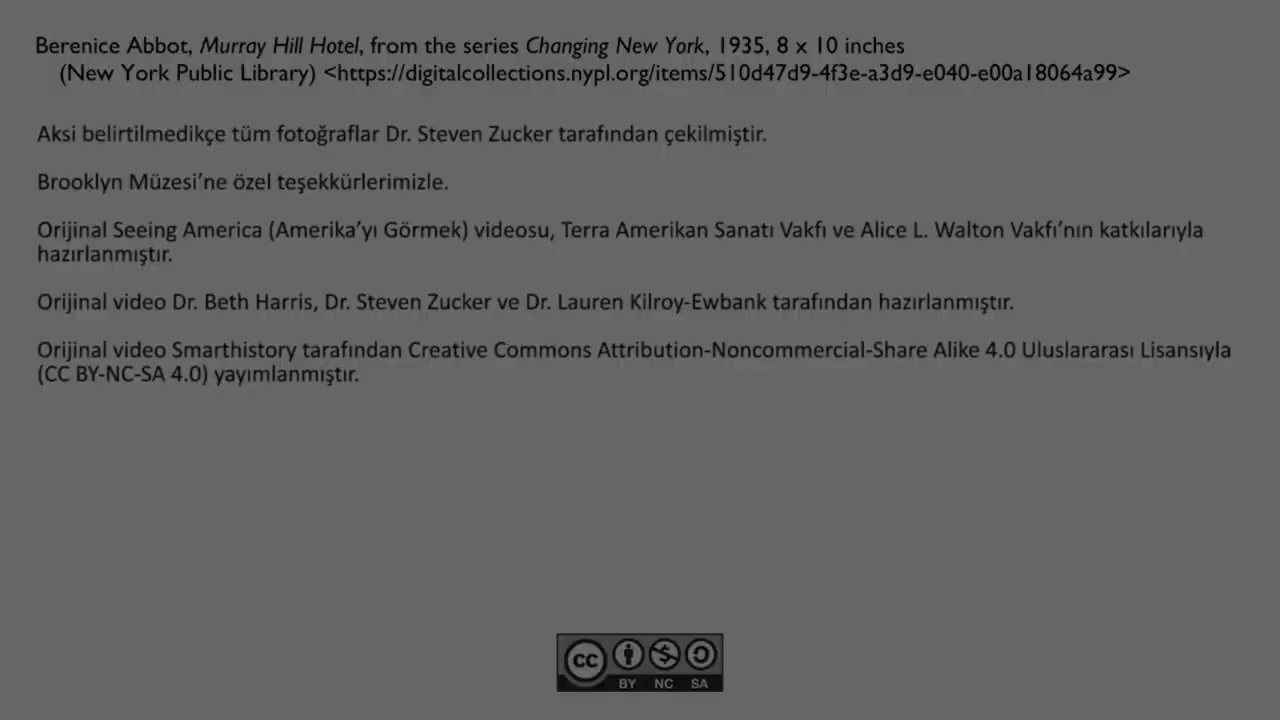 Berenice Abbot, Murray Hill Hotel, from the series Changing New York, 1935, 8 x 10 inches
(New York Public Library) <https://digitalcollections.nypl.org/items/510d47d9-4f3e-a3d9-e040-e00a18064a99>
Aksi belirtilmedikçe tüm fotoğraflar Dr. Steven Zucker tarafından çekilmiştir.
Brooklyn Müzesi’ne özel teşekkürlerimizle.
Orijinal Seeing America (Amerika’yı Görmek) videosu, Terra Amerikan Sanatı Vakfı ve Alice L. Walton Vakfı’nın katkılarıyla
hazırlanmıştır.
Orijinal video Dr. Beth Harris, Dr. Steven Zucker ve Dr. Lauren Kilroy-Ewbank tarafından hazırlanmıştır.
Orijinal video Smarthistory tarafından Creative Commons Attribution-Noncommercial-Share Alike 4.0 Uluslararası Lisansıyla
(CC BY-NC-SA 4.0) yayımlanmıştır.
cc
BY NC SA